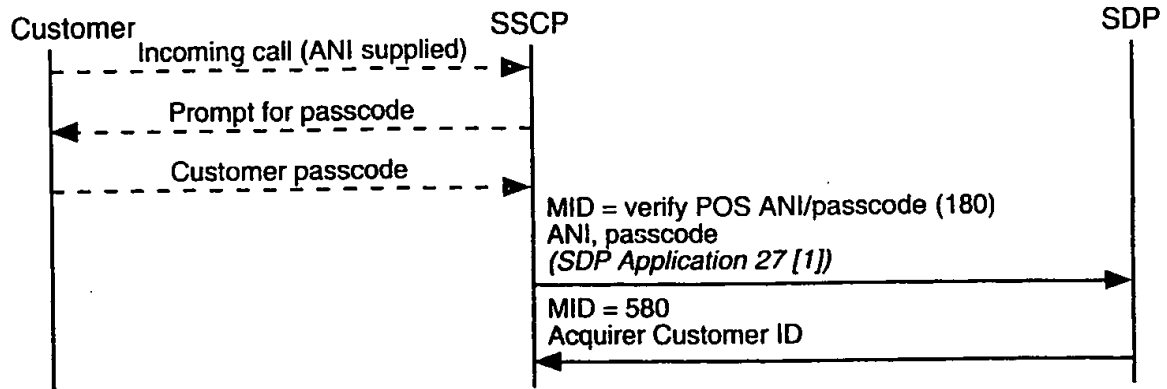 Customer
SSCP
SDP
Incoming call (ANI supplied)
Prompt for passcode
Customer passcode
MID = verify POS ANI/passcode (180)
ANI, passcode
(SDP Application 27 [1])
MID = 580
Acquirer Customer ID